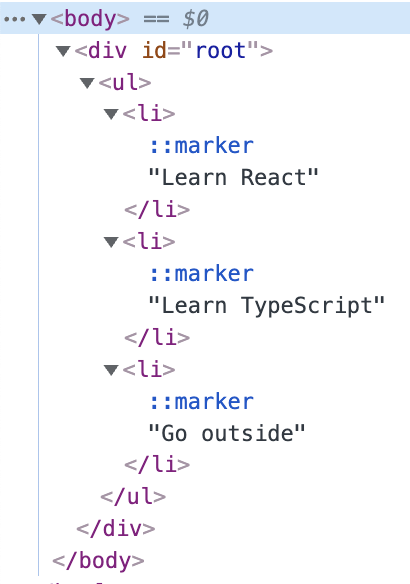 ··· ▼<body> == $0
▼<div id="root">
▼<ul>
▼<li>
::marker
"Learn React"
</li>
▼<li>
::marker
"Learn TypeScript"
</li>
▼<li>
::marker
"Go outside"
</li>
</ul>
</div>
</body>